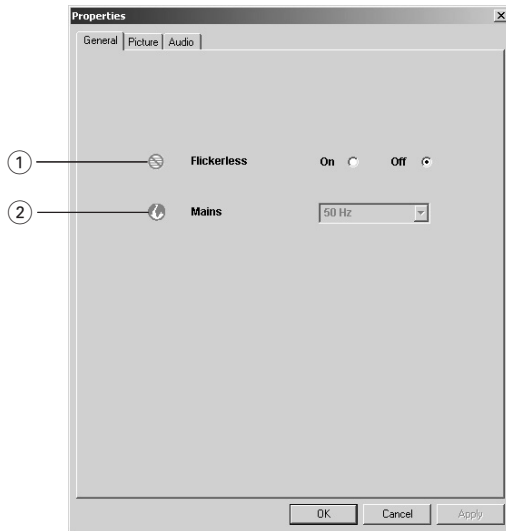 Properties
General Picture Audio
1 Flickerless On Off
2 Mains 50 Hz
OK Cancel Apply